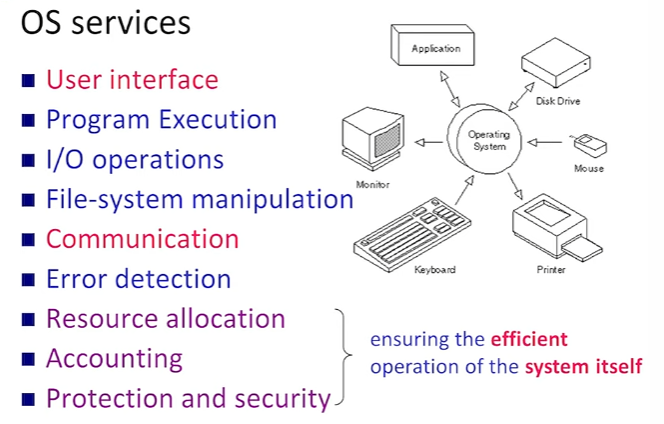 OS services
User interface
Program Execution
I/O operations
File-system manipulation
Communication
Error detection
Resource allocation
Accounting
Protection and security
ensuring the efficient
operation of the system itself
Application
Disk Drive
Operating
System
Monitor
Mouse
Keyboard
Printer